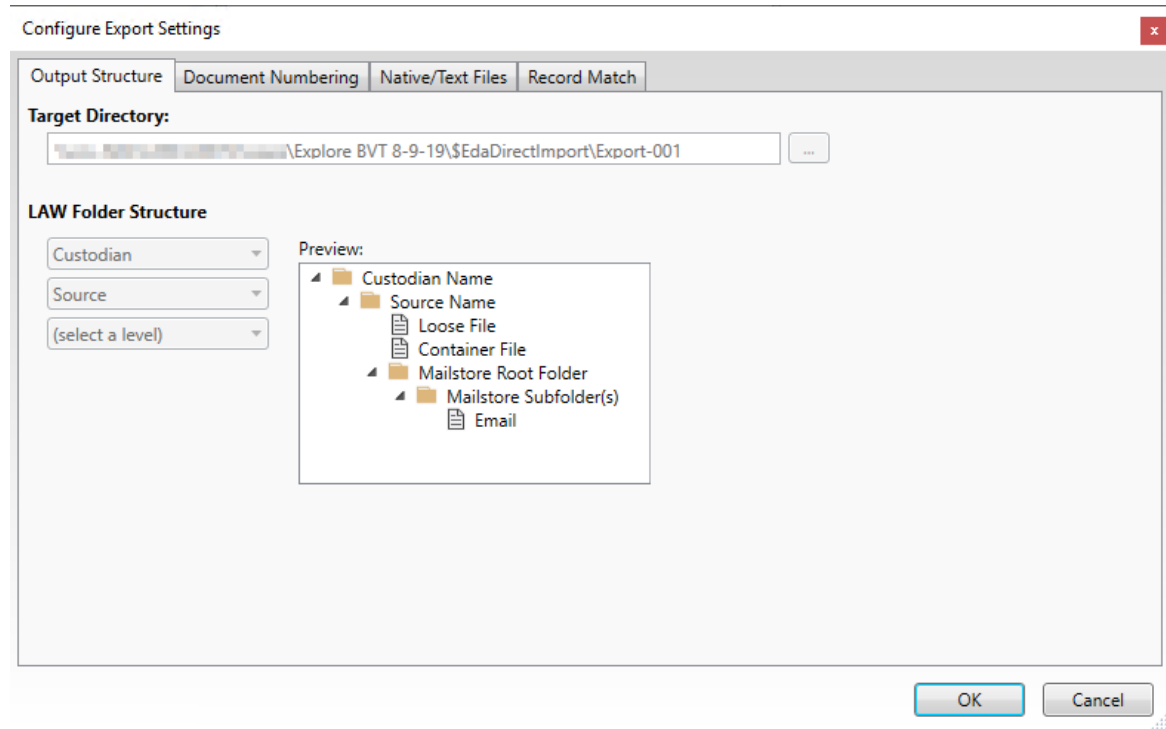 Configure Export Settings
x
Output Structure Document Numbering Native/Text Files Record Match
Target Directory:
\Explore BVT 8-9-19\$EdaDirectImport\Export-001 ...
LAW Folder Structure
Custodian
Source
(select a level)
Preview:
Custodian Name
Source Name
Loose File
Container File
Mailstore Root Folder
Mailstore Subfolder(s)
Email
OK Cancel